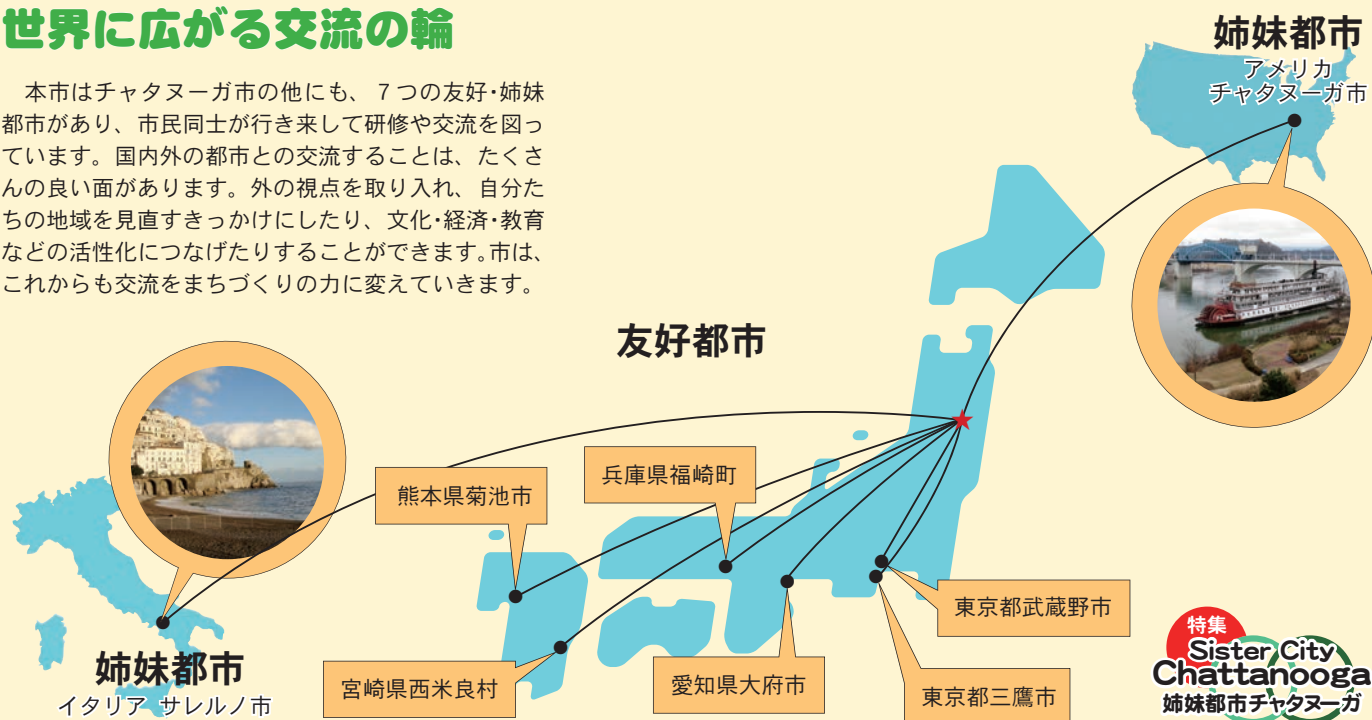 世界に広がる交流の輪
本市はチャタヌーガ市の他にも、７つの友好・姉妹
都市があり、市民同士が行き来して研修や交流を図っ
ています。国内外の都市との交流することは、たくさ
んの良い面があります。外の視点を取り入れ、自分た
ちの地域を見直すきっかけにしたり、文化・経済・教育
などの活性化につなげたりすることができます。市は、
これからも交流をまちづくりの力に変えていきます。
姉妹都市
アメリカ
チャタヌーガ市
友好都市
熊本県菊池市
兵庫県福崎町
東京都武蔵野市
宮崎県西米良村
愛知県大府市
東京都三鷹市
姉妹都市
イタリア サレルノ市
特集
Sister City
Chattanooga
姉妹都市チャタヌーガ